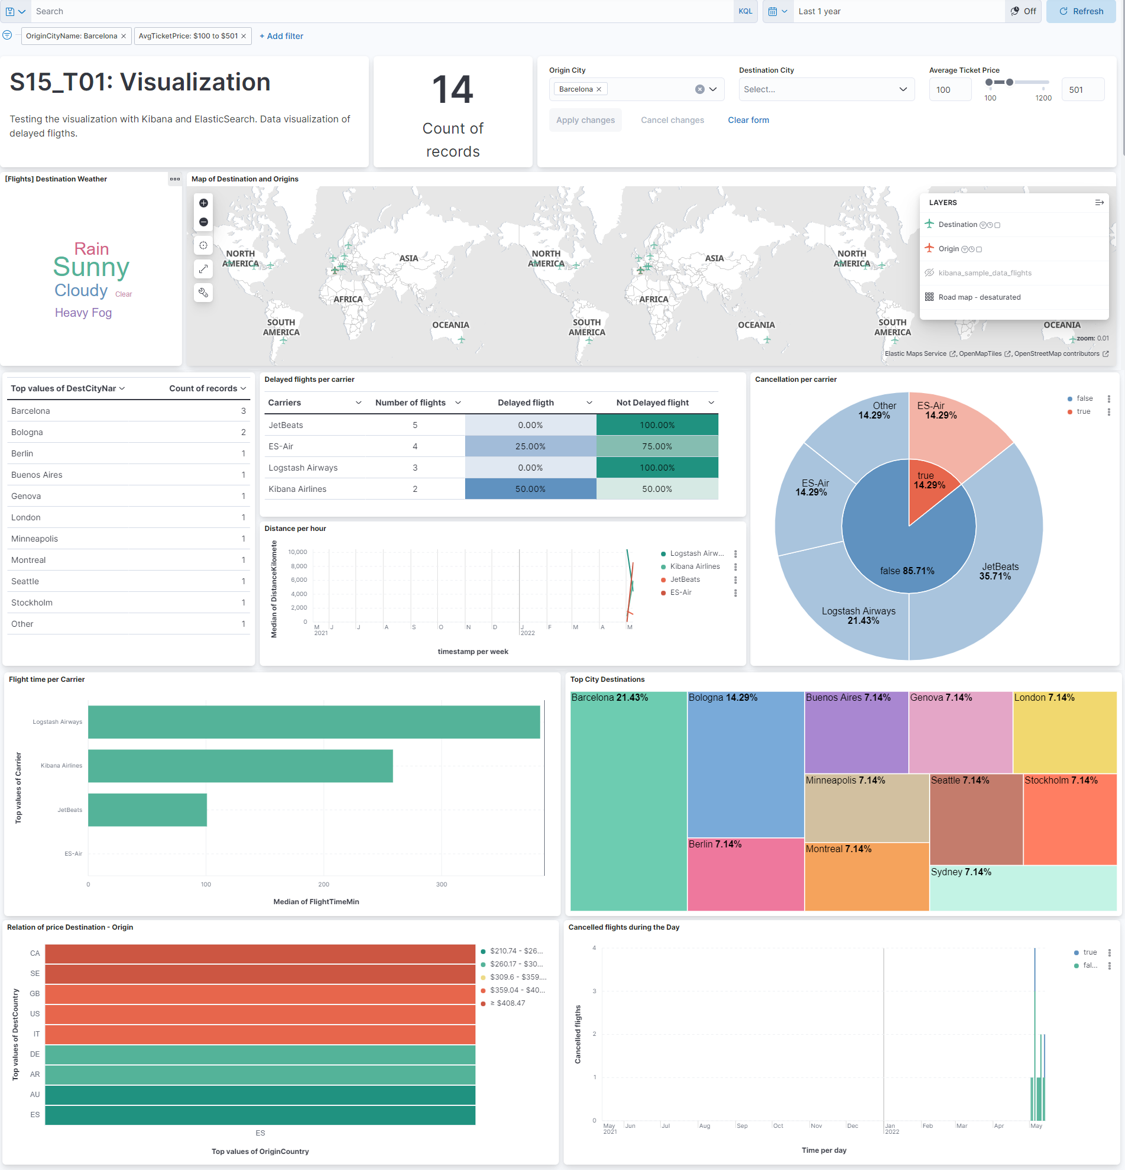 Search
KQL
Last 1 year
Off
Refresh
OriginCityName: Barcelona ×
AvgTicketPrice: $100 to $501 ×
+ Add filter
S15_T01: Visualization
Testing the visualization with Kibana and ElasticSearch. Data visualization of
delayed fligths.
14
Count of
records
Origin City
Barcelona ×
Destination City
Select...
Average Ticket Price
100
100
1200
501
Apply changes
Cancel changes
Clear form
[Flights] Destination Weather
Rain
Sunny
Cloudy
Clear
Heavy Fog
Map of Destination and Origins
NORTH
AMERICA
ASIA
AFRICA
SOUTH
AMERICA
OCEANIA
NORTH
AMERICA
ASIA
AFRICA
SOUTH
AMERICA
OCEANIA
NORTH
AMERICA
SOUTH
AMERICA
OCEANIA
LAYERS
Destination
Origin
kibana_sample_data_flights
Road map - desaturated
zoom: 0.01
Elastic Maps Service , OpenMapTiles , OpenStreetMap contributors
Top values of DestCityNar
Count of records
Barcelona 3
Bologna 2
Berlin 1
Buenos Aires 1
Genova 1
London 1
Minneapolis 1
Montreal 1
Seattle 1
Stockholm 1
Other 1
Delayed flights per carrier
Carriers Number of flights Delayed fligth Not Delayed flight
JetBeats 5 0.00% 100.00%
ES-Air 4 25.00% 75.00%
Logstash Airways 3 0.00% 100.00%
Kibana Airlines 2 50.00% 50.00%
Distance per hour
Median of DistanceKilomete
10,000
8,000
6,000
4,000
2,000
0
M J J A S O N D J F M A M
2021 2022
timestamp per week
Logstash Airw...
Kibana Airlines
JetBeats
ES-Air
Cancellation per carrier
false
true
Other
14.29%
ES-Air
14.29%
true
14.29%
ES-Air
14.29%
false 85.71%
JetBeats
35.71%
Logstash Airways
21.43%
Flight time per Carrier
Top values of Carrier
Logstash Airways
Kibana Airlines
JetBeats
ES-Air
0 100 200 300
Median of FlightTimeMin
Top City Destinations
Barcelona 21.43%
Bologna 14.29%
Buenos Aires 7.14%
Genova 7.14%
London 7.14%
Minneapolis 7.14%
Seattle 7.14%
Stockholm 7.14%
Berlin 7.14%
Montreal 7.14%
Sydney 7.14%
Relation of price Destination - Origin
Top values of DestCountry
CA
SE
GB
US
IT
DE
AR
AU
ES
ES
Top values of OriginCountry
$210.74 - $26...
$260.17 - $30...
$309.6 - $359....
$359.04 - $40...
≥ $408.47
Cancelled flights during the Day
Cancelled fligths
4
3
2
1
0
May Jun Jul Aug Sep Oct Nov Dec Jan Feb Mar Apr May
2021 2022
Time per day
true
fal...